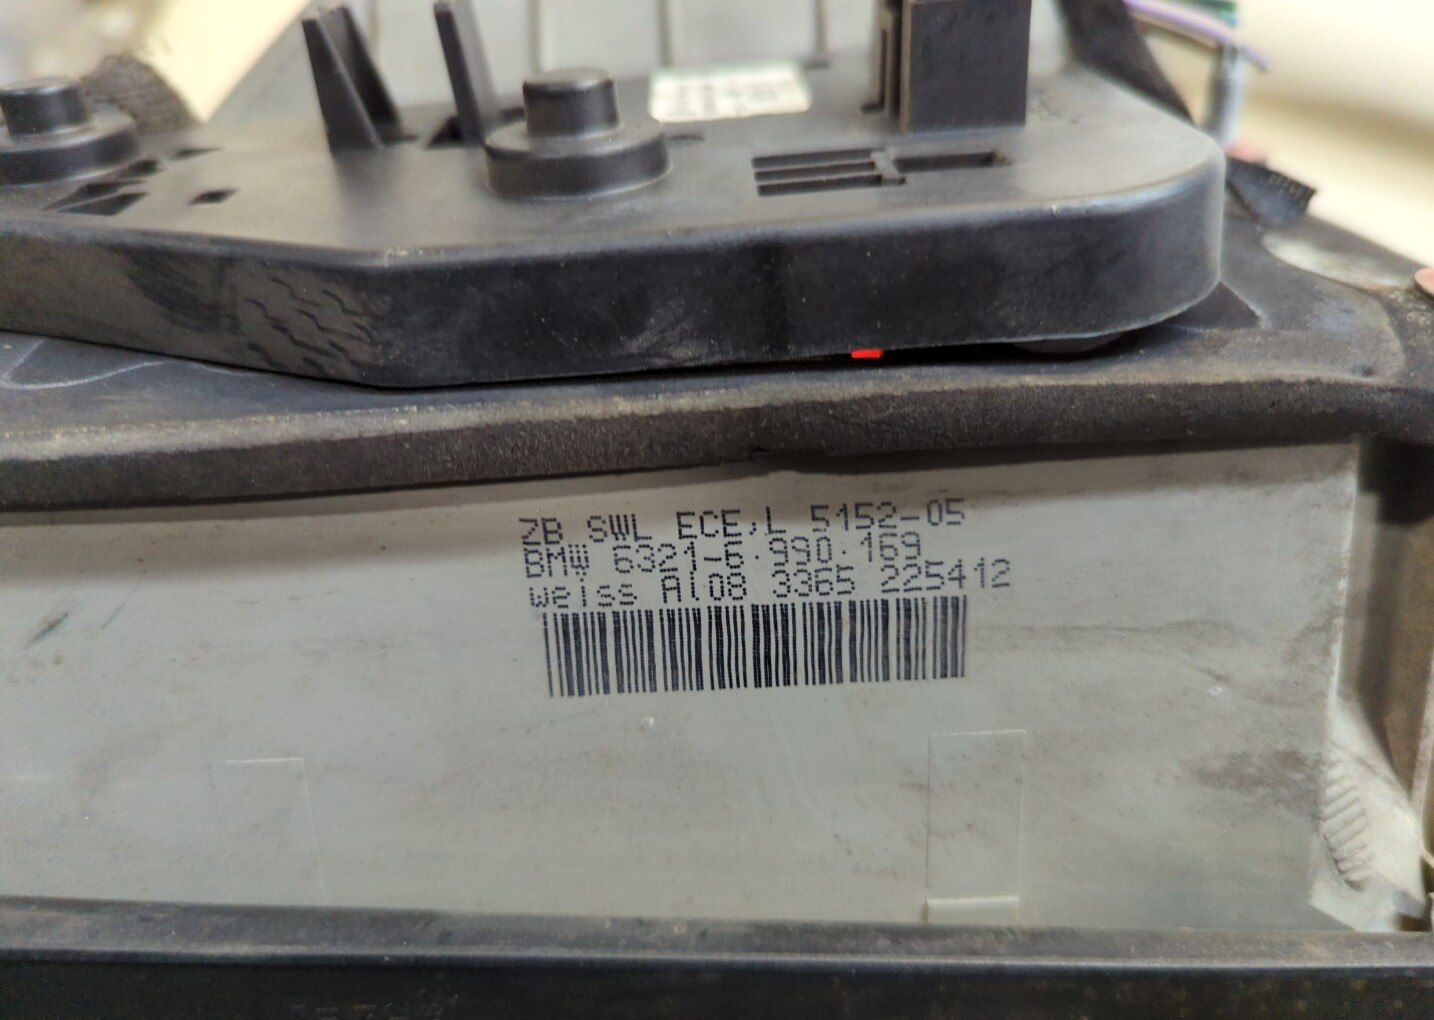 ZB SWL ECE,L 5152-05
BMW 6321-6.990.169
weiss Al08 3365 225412